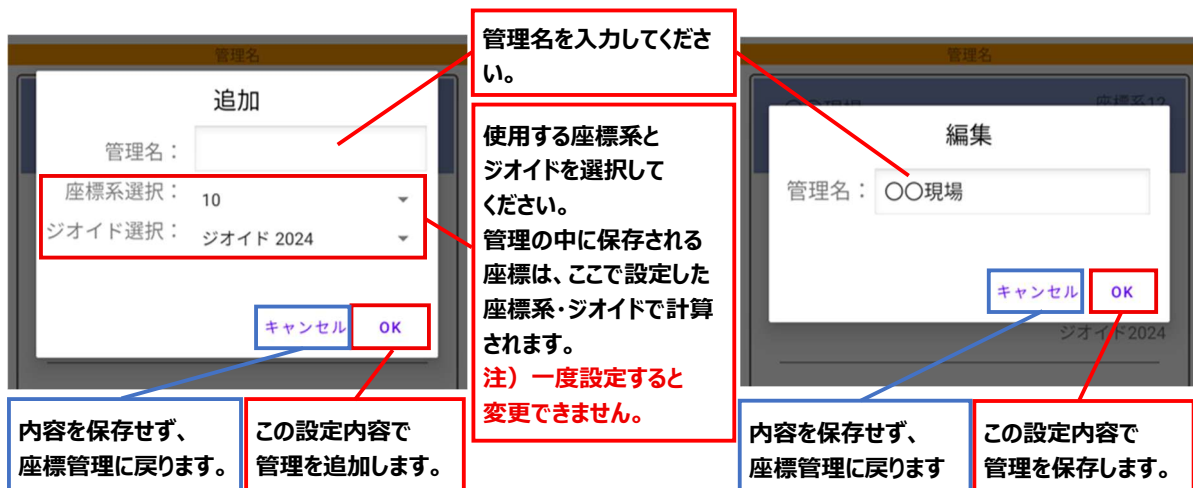 管理名
追加
管理名：
座標系選択：
10
ジオイド選択：
ジオイド 2024
キャンセル
OK
内容を保存せず、
座標管理に戻ります。
この設定内容で
管理を追加します。
管理名を入力してくださ
い。
使用する座標系と
ジオイドを選択して
ください。
管理の中に保存される
座標は、ここで設定した
座標系・ジオイドで計算
されます。
注）一度設定すると
変更できません。
管理名
〇〇現場
座標系12
編集
管理名：
〇〇現場
キャンセル
OK
ジオイド2024
内容を保存せず、
座標管理に戻ります
この設定内容で
管理を保存します。